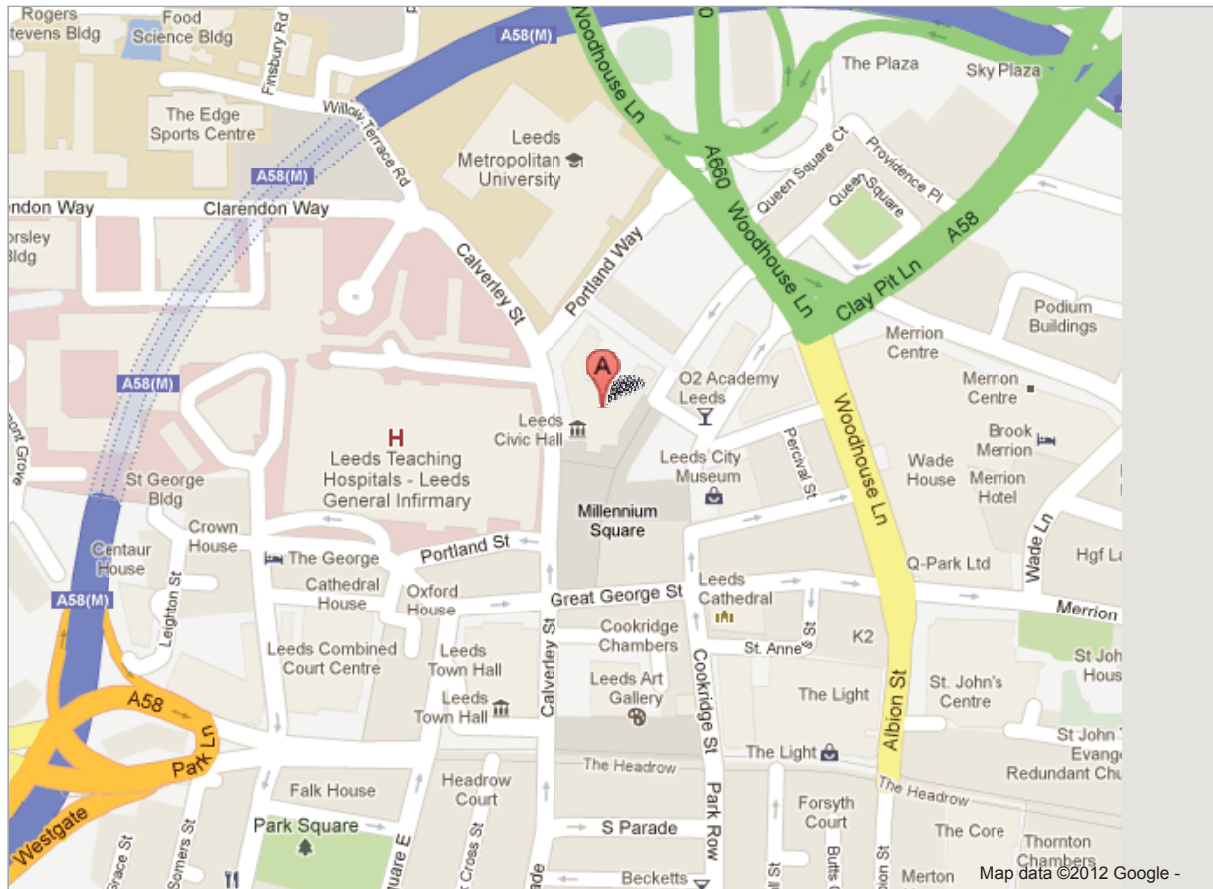 Rogers
Stevens Bldg
Food
Science Bldg
Finsbury Rd
A58(M)
Woodhouse Ln
The Plaza
Sky Plaza
The Edge
Sports Centre
Willow Terrace Rd
Leeds
Metropolitan
University
A660
Queen Square Ct
Providence Pl
Queen Square
A58(M)
Clarendon Way
Woodhouse Ln
A58
Calverley St
Portland Way
Clay Pit Ln
Podium
Buildings
Merrion
Centre
A58(M)
A
O2 Academy
Leeds
Merrion
Centre
Leeds
Civic Hall
H
Leeds Teaching
Hospitals - Leeds
General Infirmary
Woodhouse Ln
Brook
Merrion
Percival St
Leeds City
Museum
Wade
House
Merrion
Hotel
St George
Bldg
Millennium
Square
Crown
House
Centaur
House
The George
Portland St
Q-Park Ltd
Wade Ln
Cathedral
House
Oxford
House
Great George St
Leeds
Cathedral
Merrion
A58(M)
Leighton St
Leeds Combined
Court Centre
Leeds
Town Hall
Calverley St
Cookridge
Chambers
St. Anne's St
K2
Leeds Art
Gallery
Cookridge St
The Light
St. John's
Centre
A58
Leeds
Town Hall
Albion St
Park Ln
The Light
The Headrow
Redundant
The Headrow
Falk House
Headrow
Court
Park Row
Forsyth
Court
Westgate
Park Square
S Parade
The Core
Thornton
Chambers
Somers St
Cross St
Becketts
Merton
Map data ©2012 Google -